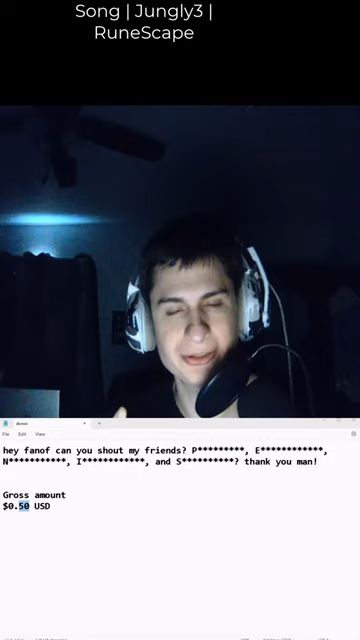 Song | Jungly3 |
RuneScape
File Edit View
hey fanof can you shout my friends? P*********, E************,
N***********, I************, and S**********? thank you man!
Gross amount
$0.50 USD